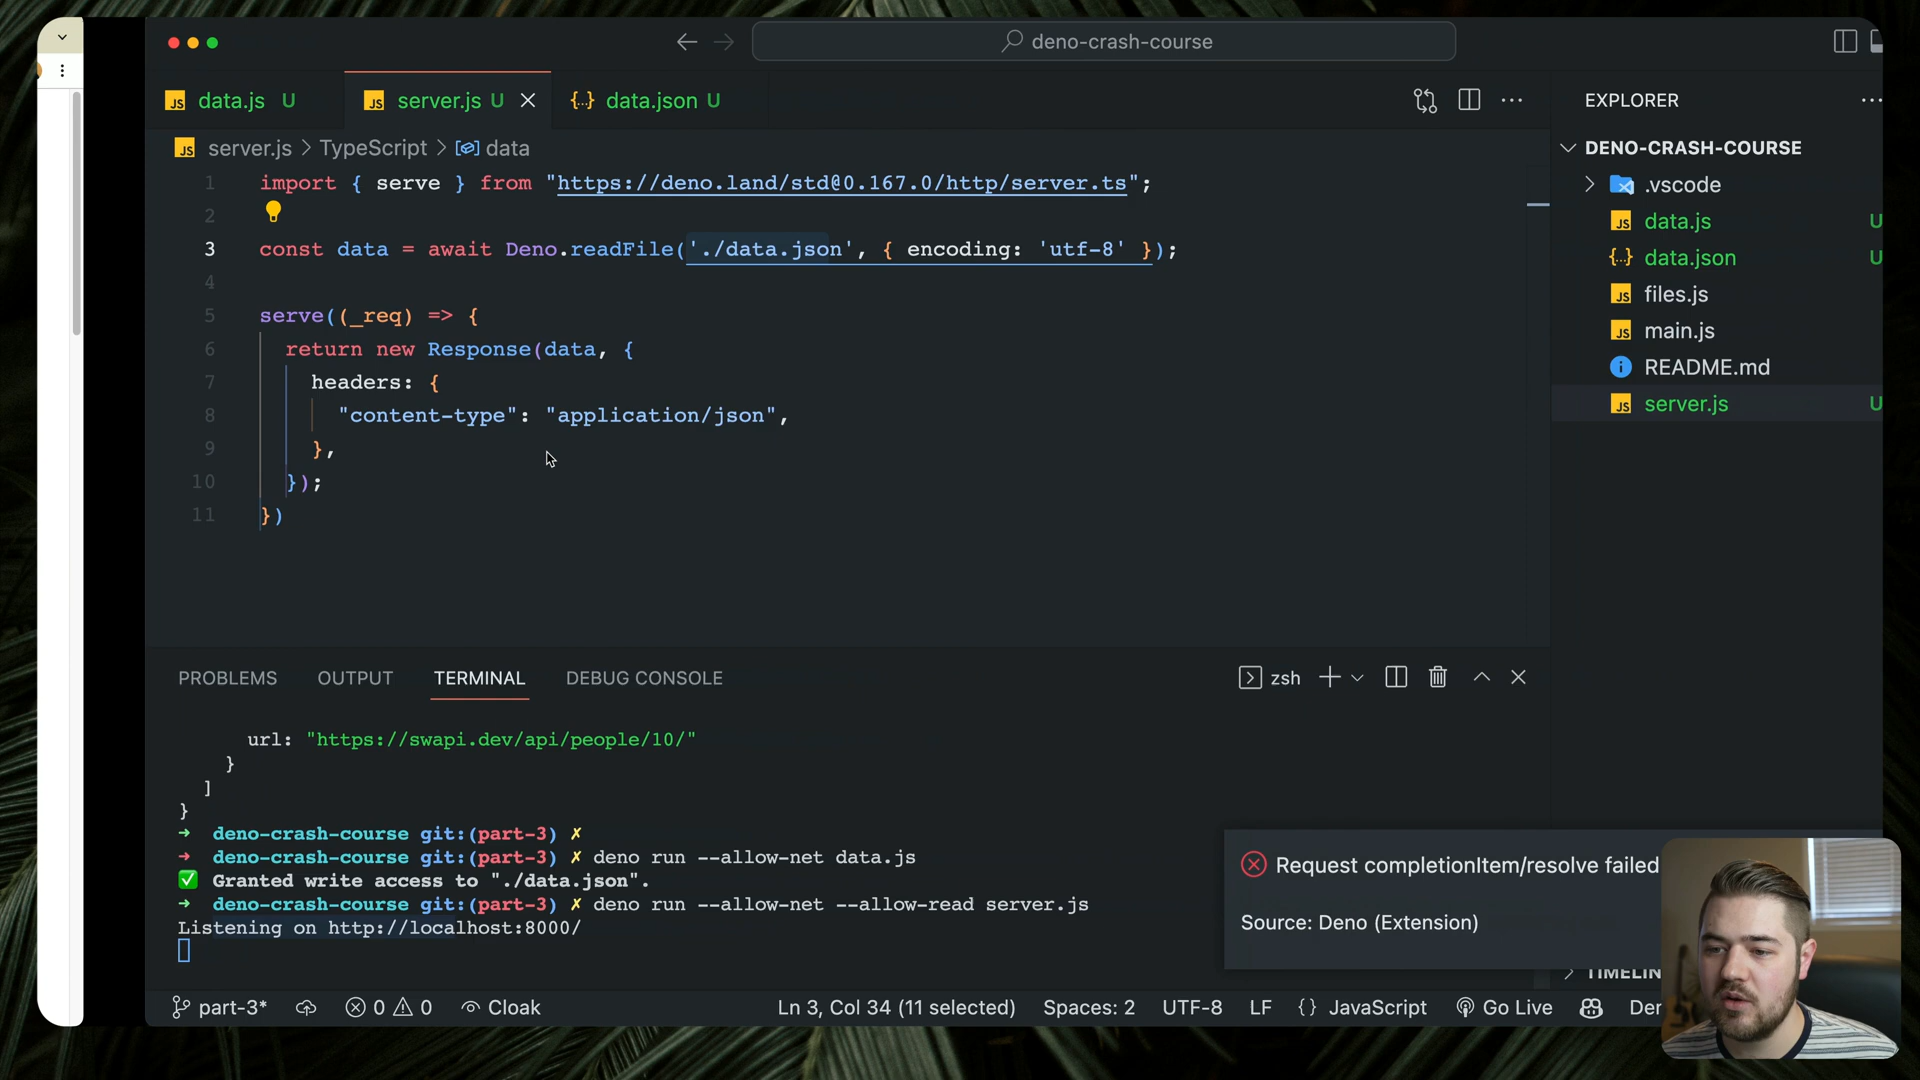 deno-crash-course
JS data.js U
JS server.js U
{..} data.json U
EXPLORER
JS server.js > TypeScript > data
1 import { serve } from "https://deno.land/std@0.167.0/http/server.ts";
2
3 const data = await Deno.readFile('./data.json', { encoding: 'utf-8' });
4
5 serve((_req) => {
6 return new Response(data, {
7 headers: {
8 "content-type": "application/json",
9 },
10 });
11 })
DENO-CRASH-COURSE
.vscode
JS data.js U
{..} data.json U
JS files.js
JS main.js
README.md
JS server.js U
PROBLEMS OUTPUT TERMINAL DEBUG CONSOLE
zsh
url: "https://swapi.dev/api/people/10/"
}
]
}
➜ deno-crash-course git:(part-3) ✗
➜ deno-crash-course git:(part-3) ✗ deno run --allow-net data.js
✅ Granted write access to "./data.json".
➜ deno-crash-course git:(part-3) ✗ deno run --allow-net --allow-read server.js
Listening on http://localhost:8000/
Request completionItem/resolve failed
Source: Deno (Extension)
part-3* 0 0 Cloak Ln 3, Col 34 (11 selected) Spaces: 2 UTF-8 LF {} JavaScript Go Live